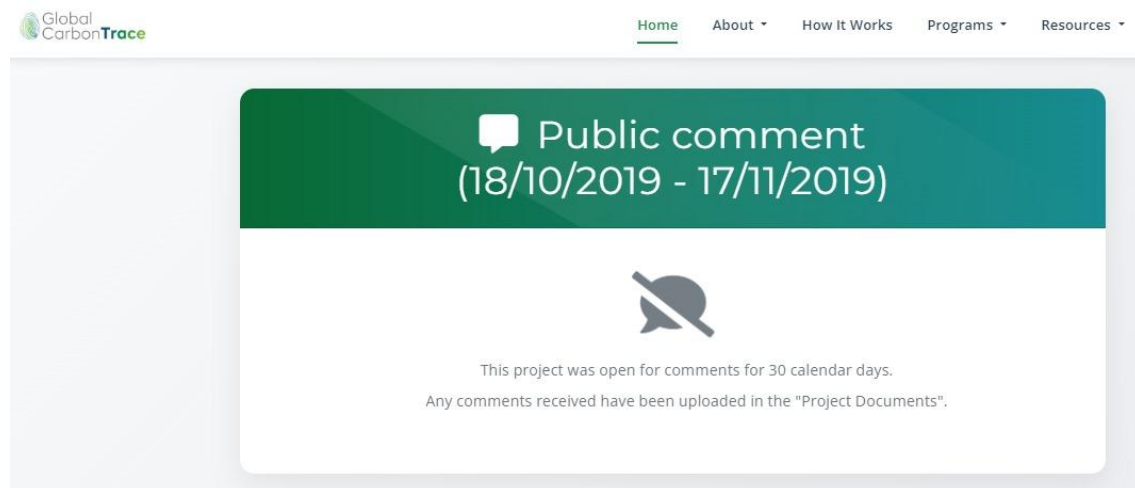 Global
CarbonTrace
Home About How It Works Programs Resources
Public comment
(18/10/2019 - 17/11/2019)
This project was open for comments for 30 calendar days.
Any comments received have been uploaded in the "Project Documents".